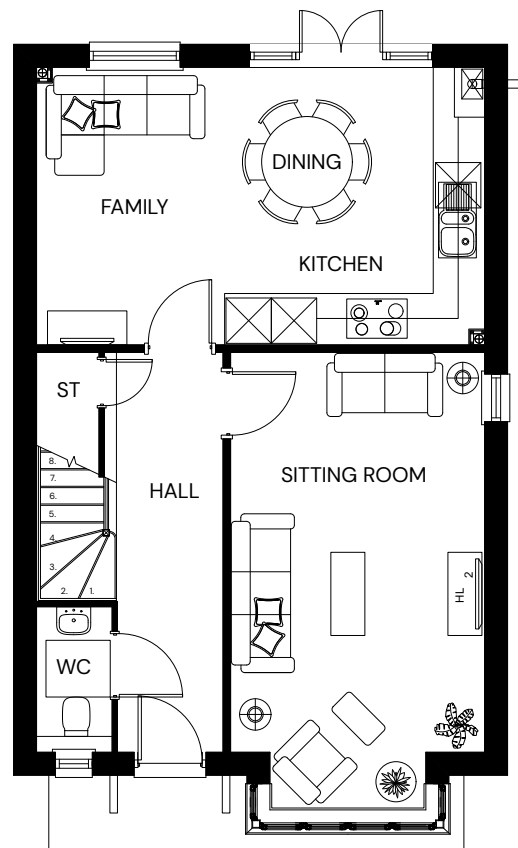 DINING
FAMILY
KITCHEN
ST
SITTING ROOM
HALL
8.
7.
6.
5.
4.
3.
2.
1.
HL 2
WC